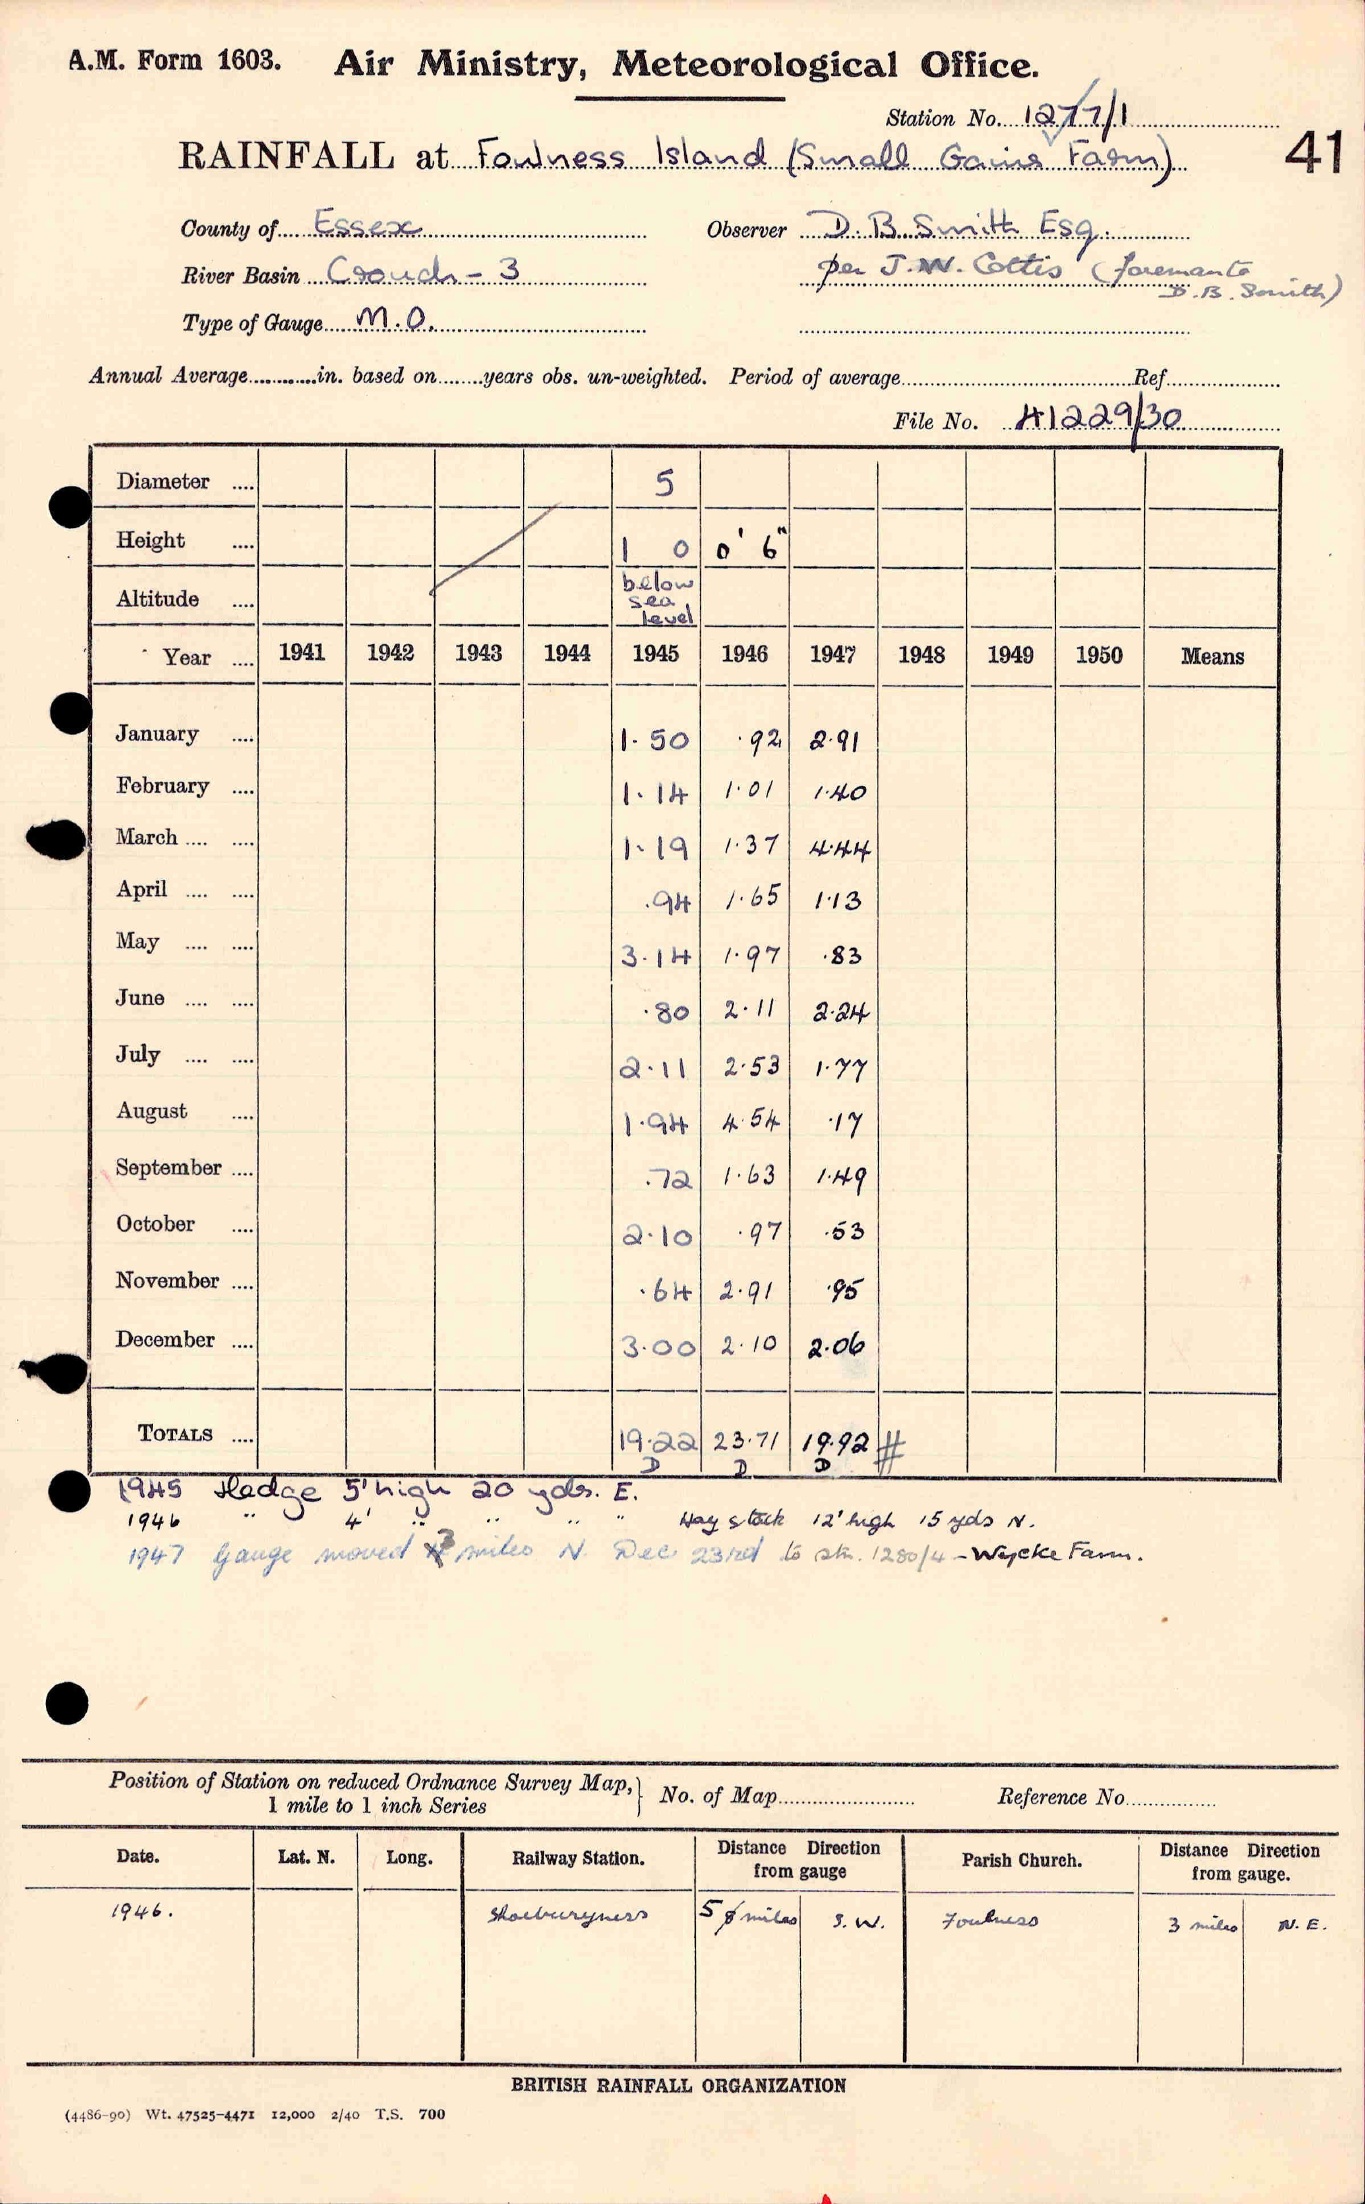 A.M. Form 1603. Air Ministry, Meteorological Office.
Station No. 1277/1
RAINFALL at Foulness Island (Small Gains Farm) 41
County of Essex Observer D. B. Smith Esq.
River Basin Crouch - 3 per J. W. Cottis (foreman to D. B. Smith)
Type of Gauge M.O.
Annual Average............in. based on........years obs. un-weighted. Period of average............Ref............
File No. 41229/30
Diameter .... 5
Height .... 1 0 0' 6"
Altitude .... below sea level
Year .... 1941 1942 1943 1944 1945 1946 1947 1948 1949 1950 Means
January .... 1.50 .92 2.91
February .... 1.14 1.01 1.40
March .... .... 1.19 1.37 4.44
April .... .... .94 1.65 1.13
May .... .... 3.14 1.97 .83
June .... .... .80 2.11 2.24
July .... .... 2.11 2.53 1.77
August .... 1.94 4.54 .17
September .... .72 1.63 1.49
October .... 2.10 .97 .53
November .... .64 2.91 .95
December .... 3.00 2.10 2.06
TOTALS .... 19.22 23.71 19.92 #
D D D
1945 Hedge 5' high 20 yds. E.
1946 " 4' " " " " Hay stack 12' high 15 yds N.
1947 Gauge moved 3 miles N. Dec 23rd to stn. 1280/4 - Wycke Farm.
Position of Station on reduced Ordnance Survey Map, 1 mile to 1 inch Series } No. of Map............ Reference No............
Date. Lat. N. Long. Railway Station. Distance Direction from gauge Parish Church. Distance Direction from gauge.
1946. Shoeburyness 5 miles S.W. Foulness 3 miles N.E.
BRITISH RAINFALL ORGANIZATION
(4486-90) Wt. 47525-4471 12,000 2/40 T.S. 700